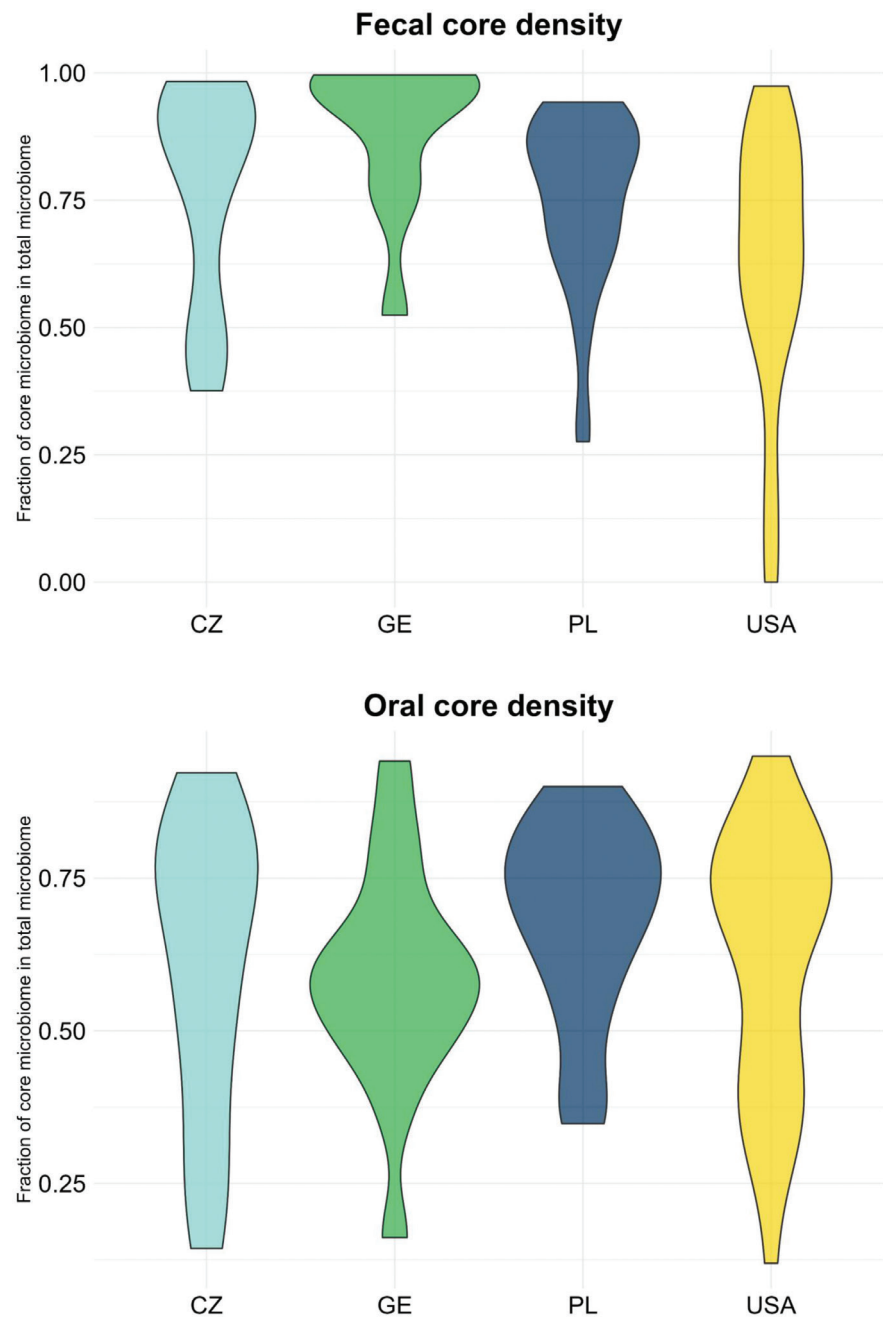 Fecal core density
Fraction of core microbiome in total microbiome
1.00
0.75
0.50
0.25
0.00
CZ GE PL USA
Oral core density
Fraction of core microbiome in total microbiome
0.75
0.50
0.25
CZ GE PL USA